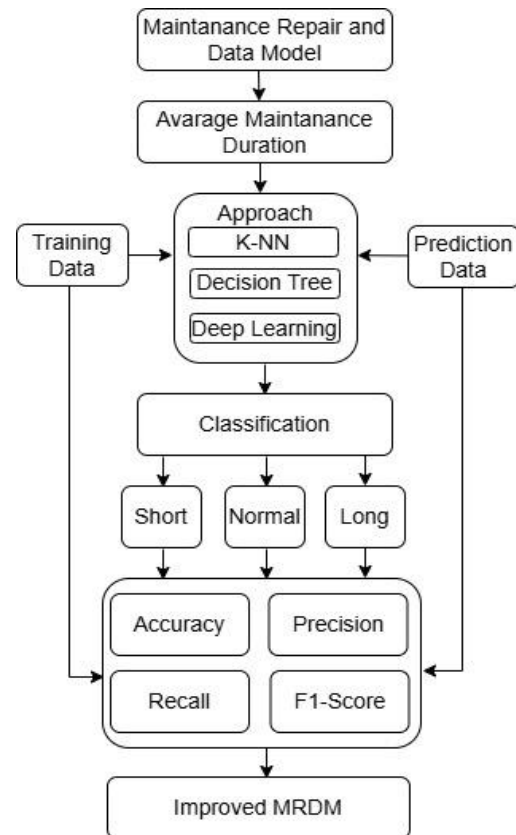 Maintanance Repair and
Data Model
Avarage Maintanance
Duration
Approach
K-NN
Decision Tree
Deep Learning
Training
Data
Prediction
Data
Classification
Short
Normal
Long
Accuracy
Precision
Recall
F1-Score
Improved MRDM